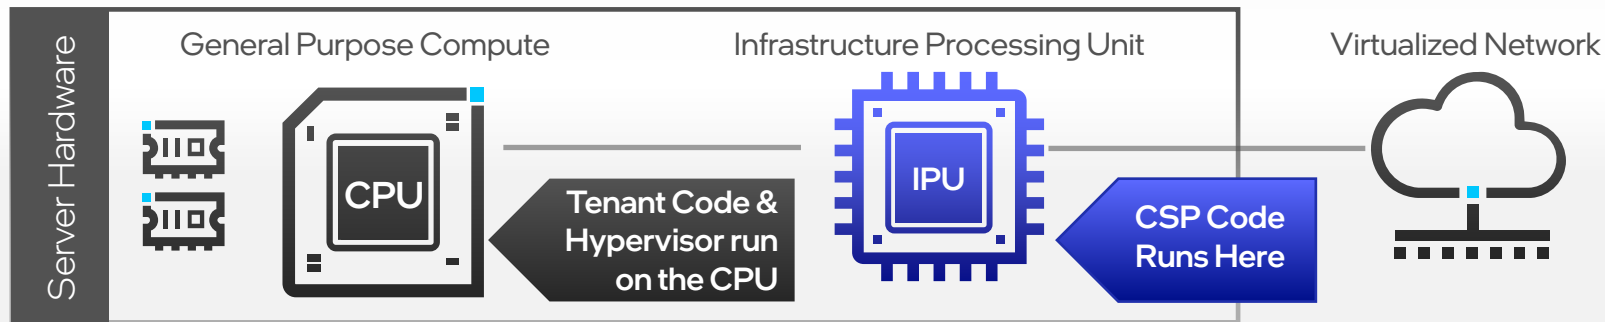 Server Hardware
General Purpose Compute
Infrastructure Processing Unit
Virtualized Network
CPU
Tenant Code &
Hypervisor run
on the CPU
IPU
CSP Code
Runs Here